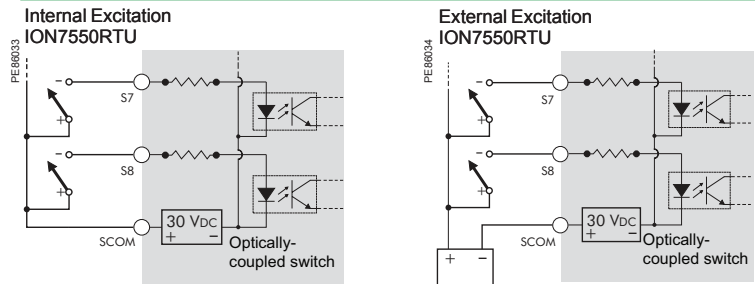 Internal Excitation
ION7550RTU
PE86033
-
+
S7
-
+
S8
SCOM
30 VDC
+ -
Optically-
coupled switch
External Excitation
ION7550RTU
PE86034
-
+
S7
-
+
S8
SCOM
30 VDC
+ -
Optically-
coupled switch
+ -